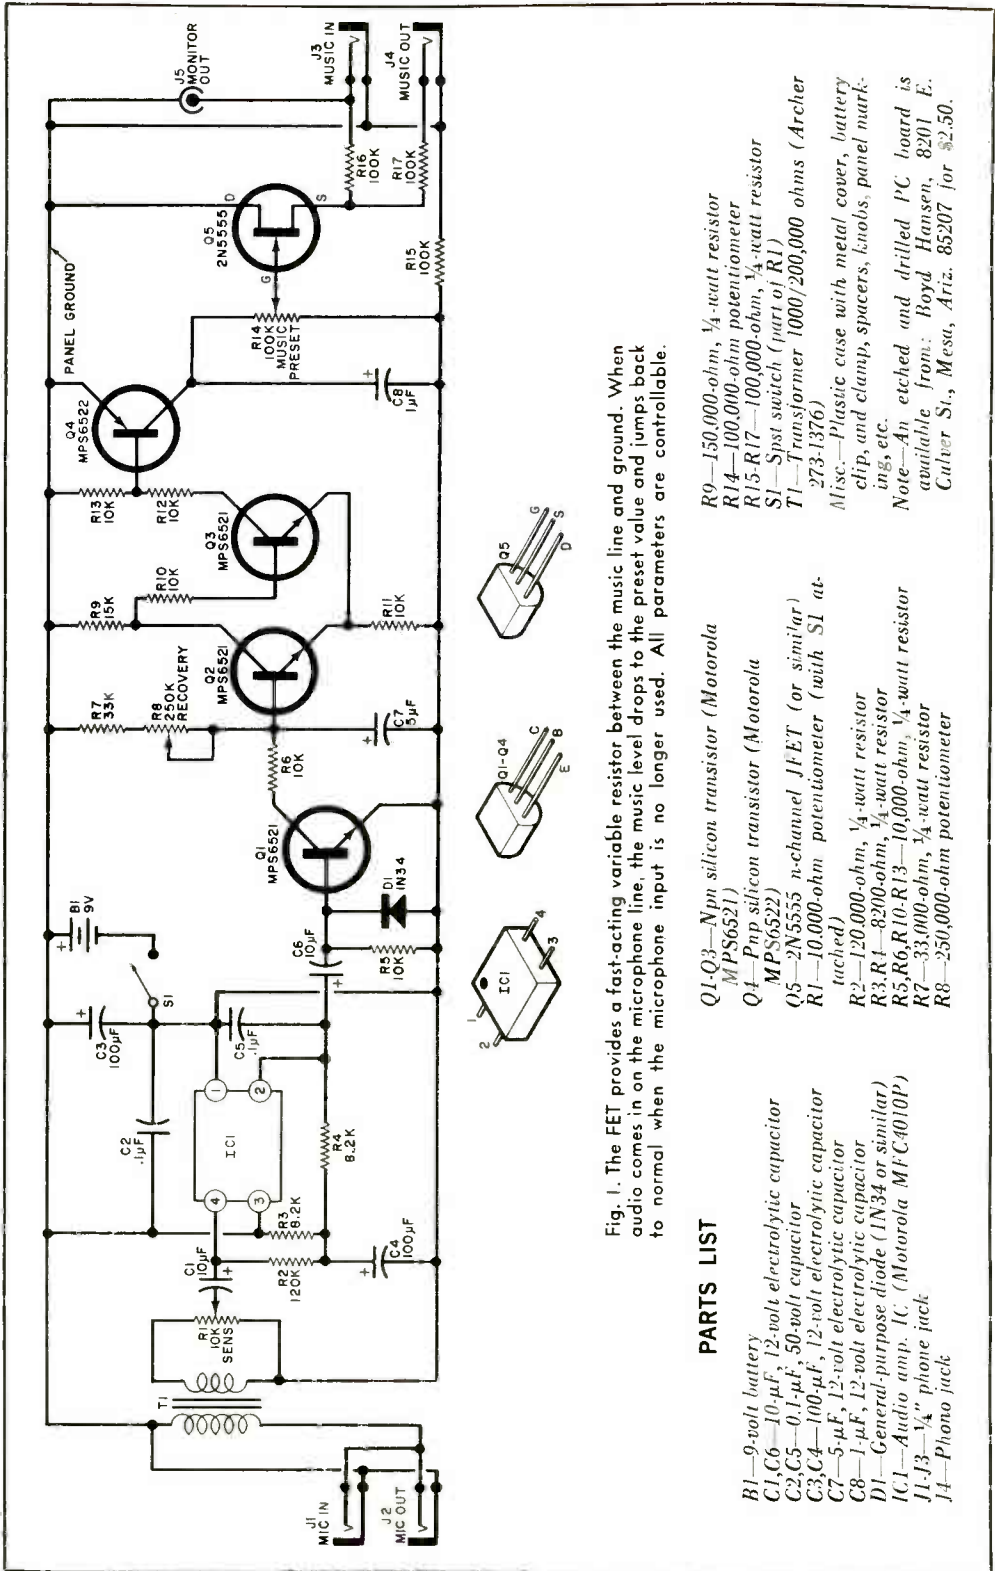 J1
MIC IN
J2
MIC OUT
T1
R1
10K
SENS
C1
10µF
+
R2
120K
R3
8.2K
C4
100µF
+
R4
8.2K
IC1
4
3
1
2
C2
.1µF
C3
100µF
+
C5
.1µF
S1
B1
9V
+
C6
10µF
+
R5
10K
D1
1N34
Q1
MPS6521
R6
10K
R7
33K
R8
250K
RECOVERY
C7
5µF
+
Q2
MPS6521
R9
15K
R10
10K
R11
10K
Q3
MPS6521
R12
10K
R13
10K
Q4
MPS6522
PANEL GROUND
C8
1µF
+
R14
100K
MUSIC
PRESET
R15
100K
Q5
2N5555
G
D
S
R16
100K
R17
100K
J5
MONITOR
OUT
J3
MUSIC IN
J4
MUSIC OUT
IC1
1
2
3
4
Q1-Q4
C
B
E
Q5
G
S
D
Fig. 1. The FET provides a fast-acting variable resistor between the music line and ground. When
audio comes in on the microphone line, the music level drops to the preset value and jumps back
to normal when the microphone input is no longer used. All parameters are controllable.
PARTS LIST
B1—9-volt battery
C1,C6—10-µF, 12-volt electrolytic capacitor
C2,C5—0.1-µF, 50-volt capacitor
C3,C4—100-µF, 12-volt electrolytic capacitor
C7—5-µF, 12-volt electrolytic capacitor
C8—1-µF, 12-volt electrolytic capacitor
D1—General-purpose diode (1N34 or similar)
IC1—Audio amp. IC (Motorola MFC4010P)
J1-J3—¼" phone jack
J4—Phono jack
Q1-Q3—Npn silicon transistor (Motorola
MPS6521)
Q4—Pnp silicon transistor (Motorola
MPS6522)
Q5—2N5555 n-channel JFET (or similar)
R1—10,000-ohm potentiometer (with S1 at-
tached)
R2—120,000-ohm, ¼-watt resistor
R3,R4—8200-ohm, ¼-watt resistor
R5,R6,R10-R13—10,000-ohm, ¼-watt resistor
R7—33,000-ohm, ¼-watt resistor
R8—250,000-ohm potentiometer
R9—150,000-ohm, ¼-watt resistor
R14—100,000-ohm potentiometer
R15-R17—100,000-ohm, ¼-watt resistor
S1—Spst switch (part of R1)
T1—Transformer 1000/200,000 ohms (Archer
273-1376)
Misc.—Plastic case with metal cover, battery
clip, and clamp, spacers, knobs, panel mark-
ing, etc.
Note—An etched and drilled PC board is
available from: Boyd Hansen, 8201 E.
Culver St., Mesa, Ariz. 85207 for $2.50.